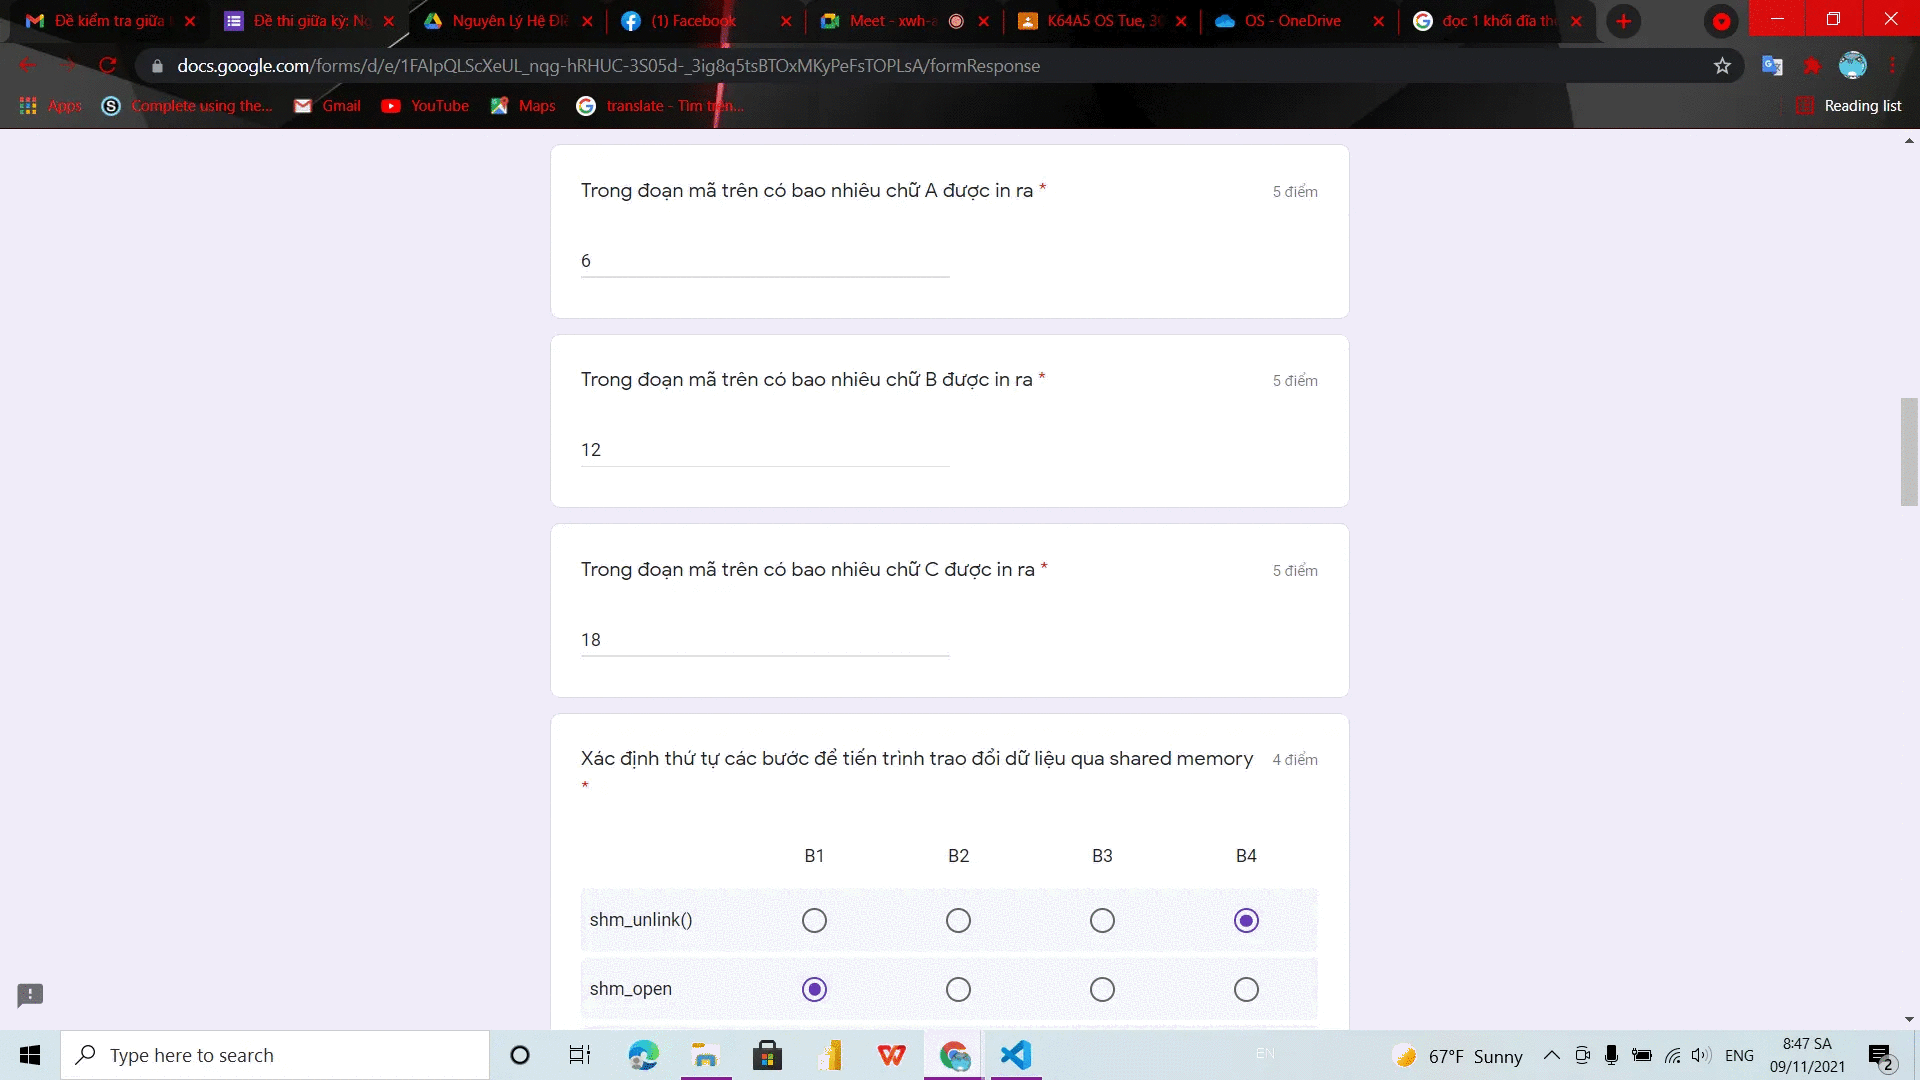 Đề kiểm tra giữa
Đề thi giữa kỳ: Ng
Nguyên Lý Hệ Điề
(1) Facebook
Meet - xwh-a
K64A5 OS Tue, 30
OS - OneDrive
đọc 1 khối đĩa the
docs.google.com/forms/d/e/1FAIpQLScXeUL_nqg-hRHUC-3S05d-_3ig8q5tsBTOxMKyPeFsTOPLsA/formResponse
Apps
Complete using the...
Gmail
YouTube
Maps
translate - Tìm trên...
Reading list
Trong đoạn mã trên có bao nhiêu chữ A được in ra *
5 điểm
6
Trong đoạn mã trên có bao nhiêu chữ B được in ra *
5 điểm
12
Trong đoạn mã trên có bao nhiêu chữ C được in ra *
5 điểm
18
Xác định thứ tự các bước để tiến trình trao đổi dữ liệu qua shared memory
4 điểm
*
B1 B2 B3 B4
shm_unlink()
shm_open
Type here to search
EN
67°F Sunny
ENG
8:47 SA
09/11/2021
2